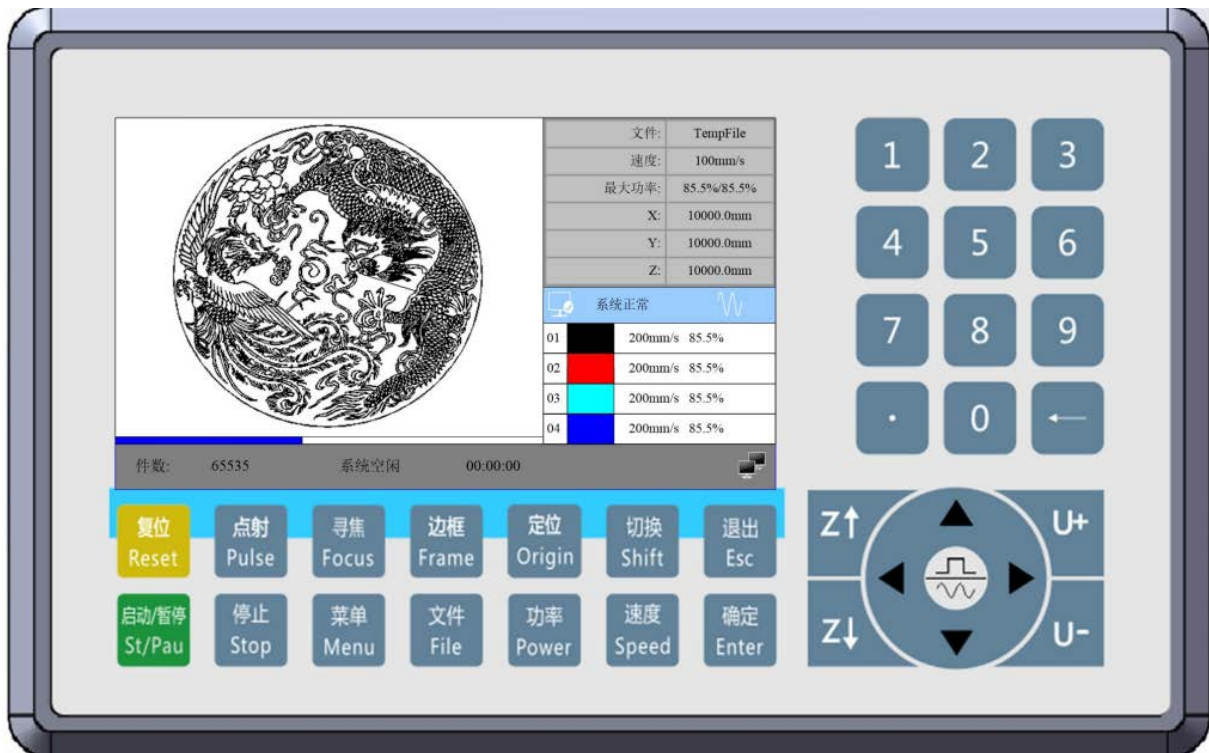 文件: TempFile
速度: 100mm/s
最大功率: 85.5%/85.5%
X: 10000.0mm
Y: 10000.0mm
Z: 10000.0mm
系统正常
01 200mm/s 85.5%
02 200mm/s 85.5%
03 200mm/s 85.5%
04 200mm/s 85.5%
件数: 65535 系统空闲 00:00:00
复位 点射 寻焦 边框 定位 切换 退出
Reset Pulse Focus Frame Origin Shift Esc
启动/暂停 停止 菜单 文件 功率 速度 确定
St/Pau Stop Menu File Power Speed Enter
1 2 3
4 5 6
7 8 9
. 0 ←
Z↑ U+
Z↓ U-